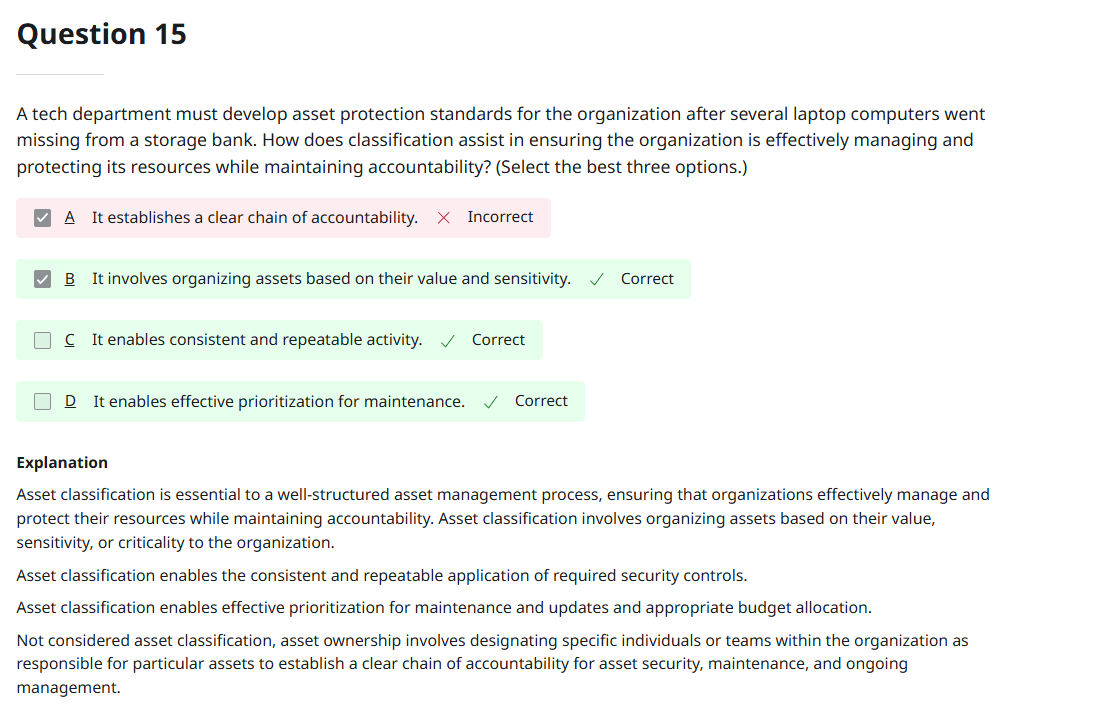 Question 15
A tech department must develop asset protection standards for the organization after several laptop computers went
missing from a storage bank. How does classification assist in ensuring the organization is effectively managing and
protecting its resources while maintaining accountability? (Select the best three options.)
A It establishes a clear chain of accountability. Incorrect
B It involves organizing assets based on their value and sensitivity. Correct
C It enables consistent and repeatable activity. Correct
D It enables effective prioritization for maintenance. Correct
Explanation
Asset classification is essential to a well-structured asset management process, ensuring that organizations effectively manage and
protect their resources while maintaining accountability. Asset classification involves organizing assets based on their value,
sensitivity, or criticality to the organization.
Asset classification enables the consistent and repeatable application of required security controls.
Asset classification enables effective prioritization for maintenance and updates and appropriate budget allocation.
Not considered asset classification, asset ownership involves designating specific individuals or teams within the organization as
responsible for particular assets to establish a clear chain of accountability for asset security, maintenance, and ongoing
management.